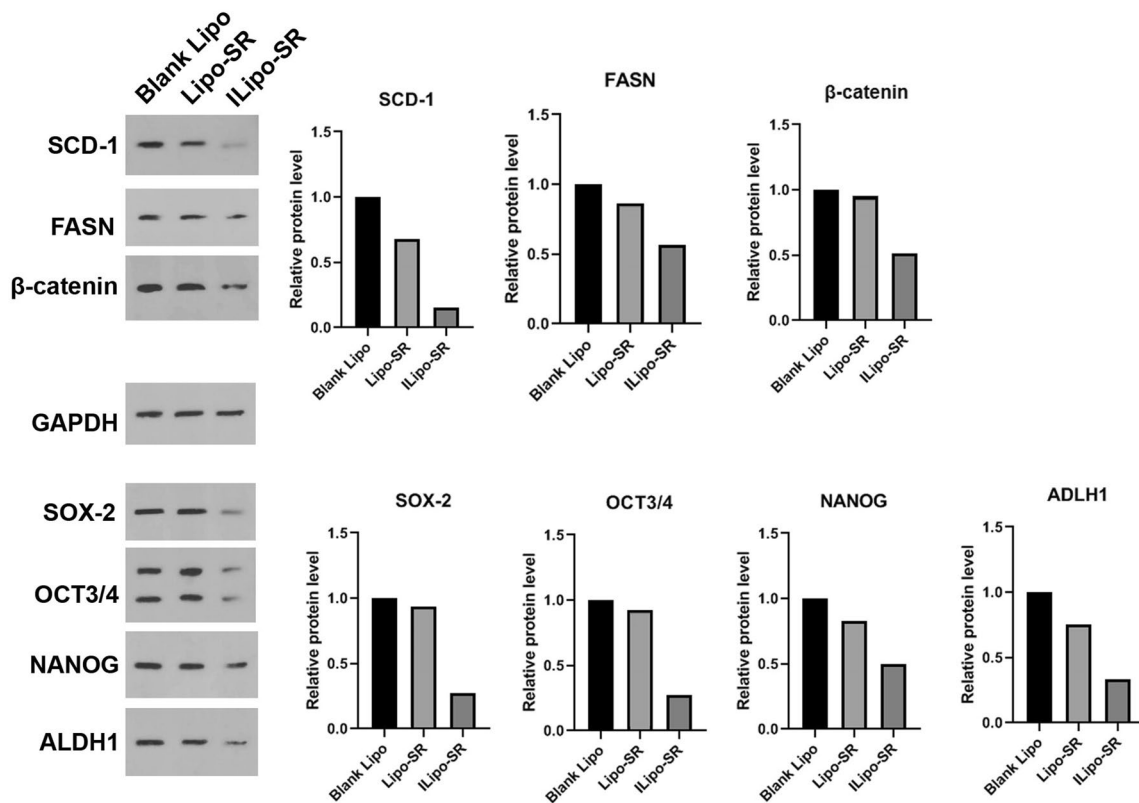 Blank Lipo
Lipo-SR
ILipo-SR
SCD-1
FASN
β-catenin
GAPDH
SOX-2
OCT3/4
NANOG
ALDH1
SCD-1
Relative protein level
1.5
1.0
0.5
0.0
Blank Lipo
Lipo-SR
ILipo-SR
FASN
Relative protein level
1.5
1.0
0.5
0.0
Blank Lipo
Lipo-SR
ILipo-SR
β-catenin
Relative protein level
1.5
1.0
0.5
0.0
Blank Lipo
Lipo-SR
ILipo-SR
SOX-2
Relative protein level
1.5
1.0
0.5
0.0
Blank Lipo
Lipo-SR
ILipo-SR
OCT3/4
Relative protein level
1.5
1.0
0.5
0.0
Blank Lipo
Lipo-SR
ILipo-SR
NANOG
Relative protein level
1.5
1.0
0.5
0.0
Blank Lipo
Lipo-SR
ILipo-SR
ADLH1
Relative protein level
1.5
1.0
0.5
0.0
Blank Lipo
Lipo-SR
ILipo-SR